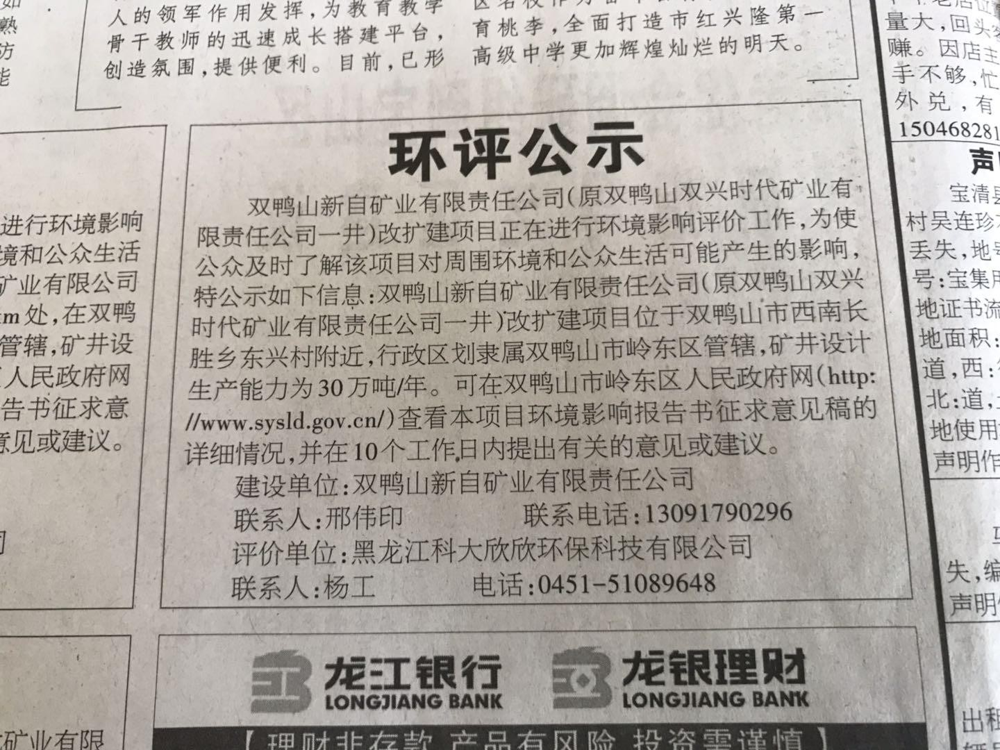 如
熟
防
能
人的领军作用发挥，为教育教学
骨干教师的迅速成长搭建平台，
创造氛围，提供便利。目前，已形
育桃李，全面打造市红兴隆第一
高级中学更加辉煌灿烂的明天。
量大，回头客
赚。因店主
手不够，忙
外兑，有
150468281
进行环境影响
境和公众生活
矿业有限公司
km处，在双鸭
管辖，矿井设
人民政府网
告书征求意
意见或建议。
司
矿业有限
环评公示
双鸭山新自矿业有限责任公司(原双鸭山双兴时代矿业有
限责任公司一井)改扩建项目正在进行环境影响评价工作，为使
公众及时了解该项目对周围环境和公众生活可能产生的影响，
特公示如下信息：双鸭山新自矿业有限责任公司(原双鸭山双兴
时代矿业有限责任公司一井)改扩建项目位于双鸭山市西南长
胜乡东兴村附近，行政区划隶属双鸭山市岭东区管辖，矿井设计
生产能力为30万吨/年。可在双鸭山市岭东区人民政府网(http:
//www.sysld.gov.cn/)查看本项目环境影响报告书征求意见稿的
详细情况，并在10个工作日内提出有关的意见或建议。
建设单位：双鸭山新自矿业有限责任公司
联系人：邢伟印 联系电话：13091790296
评价单位：黑龙江科大欣欣环保科技有限公司
联系人：杨工 电话：0451-51089648
龙江银行 龙银理财
LONGJIANG BANK LONGJIANG BANK
【理财非存款 产品有风险 投资需谨慎】
声
宝清县
村吴连珍
丢失，地号
号：宝集用
地证书流
地面积：
道，西：
北：道，
地使用
声明作
失，编
声明
出租